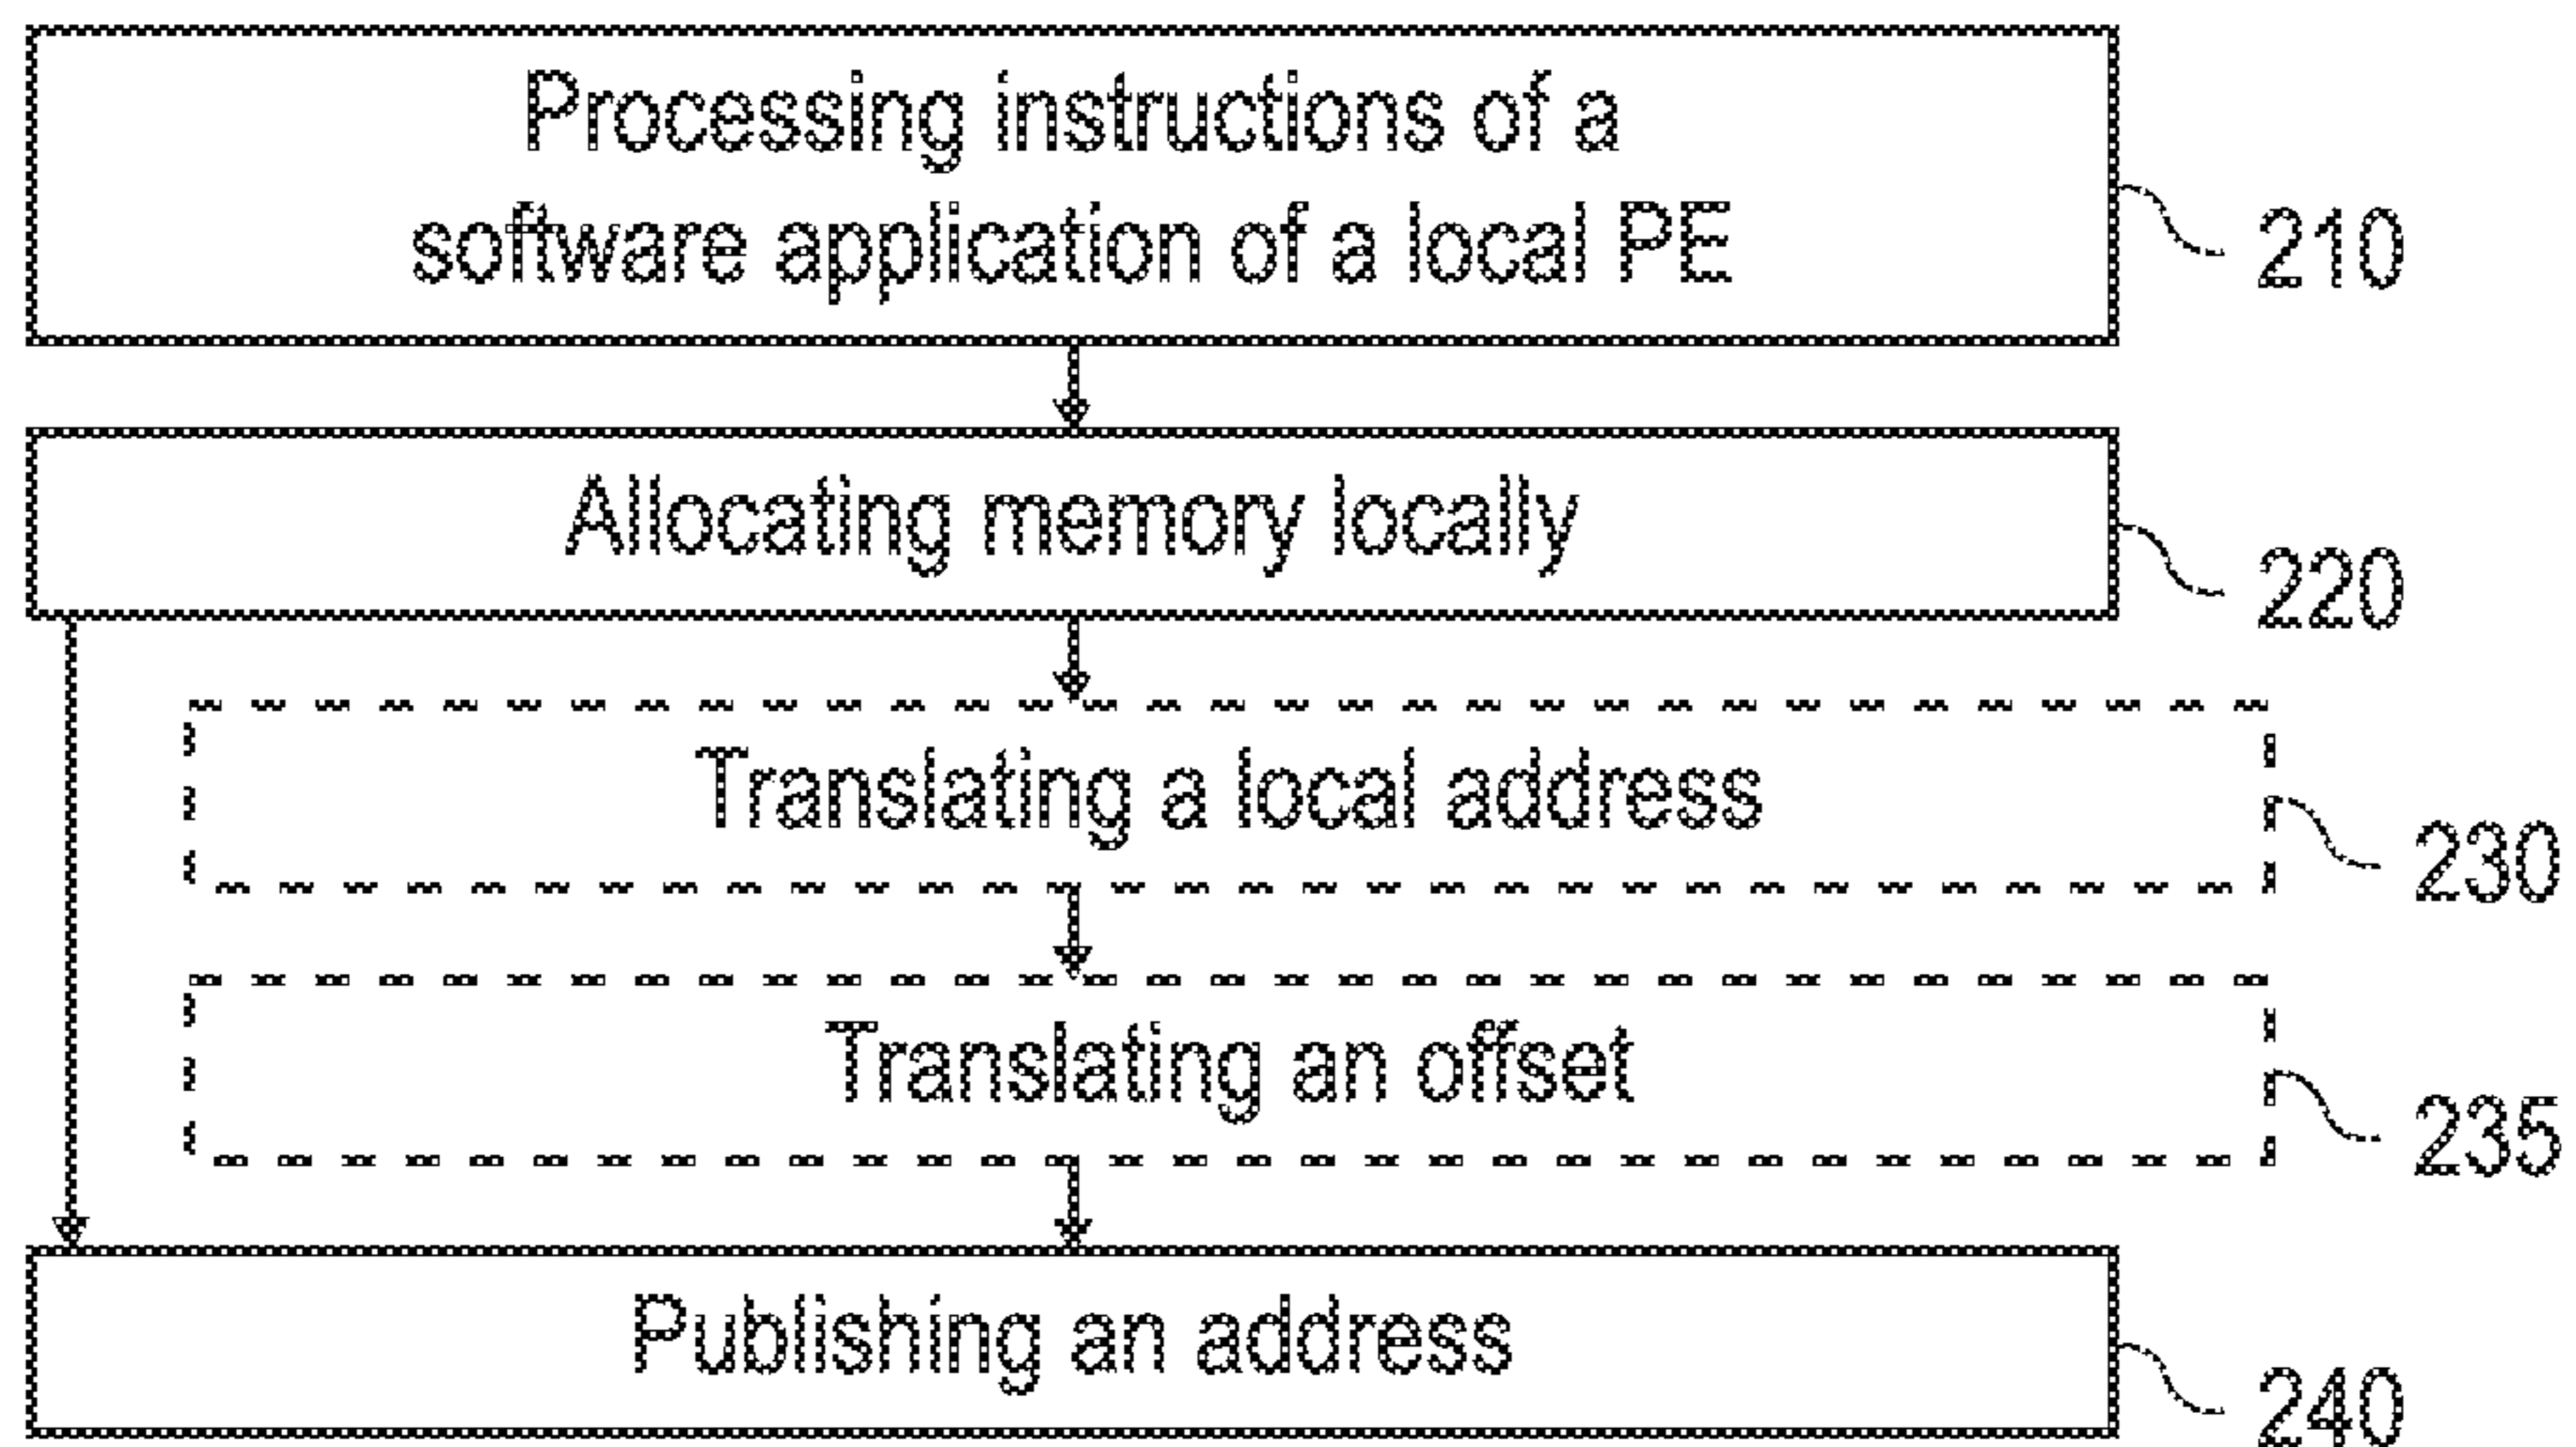 Processing instructions of a
software application of a local PE
210
Allocating memory locally
220
Translating a local address
230
Translating an offset
235
Publishing an address
240